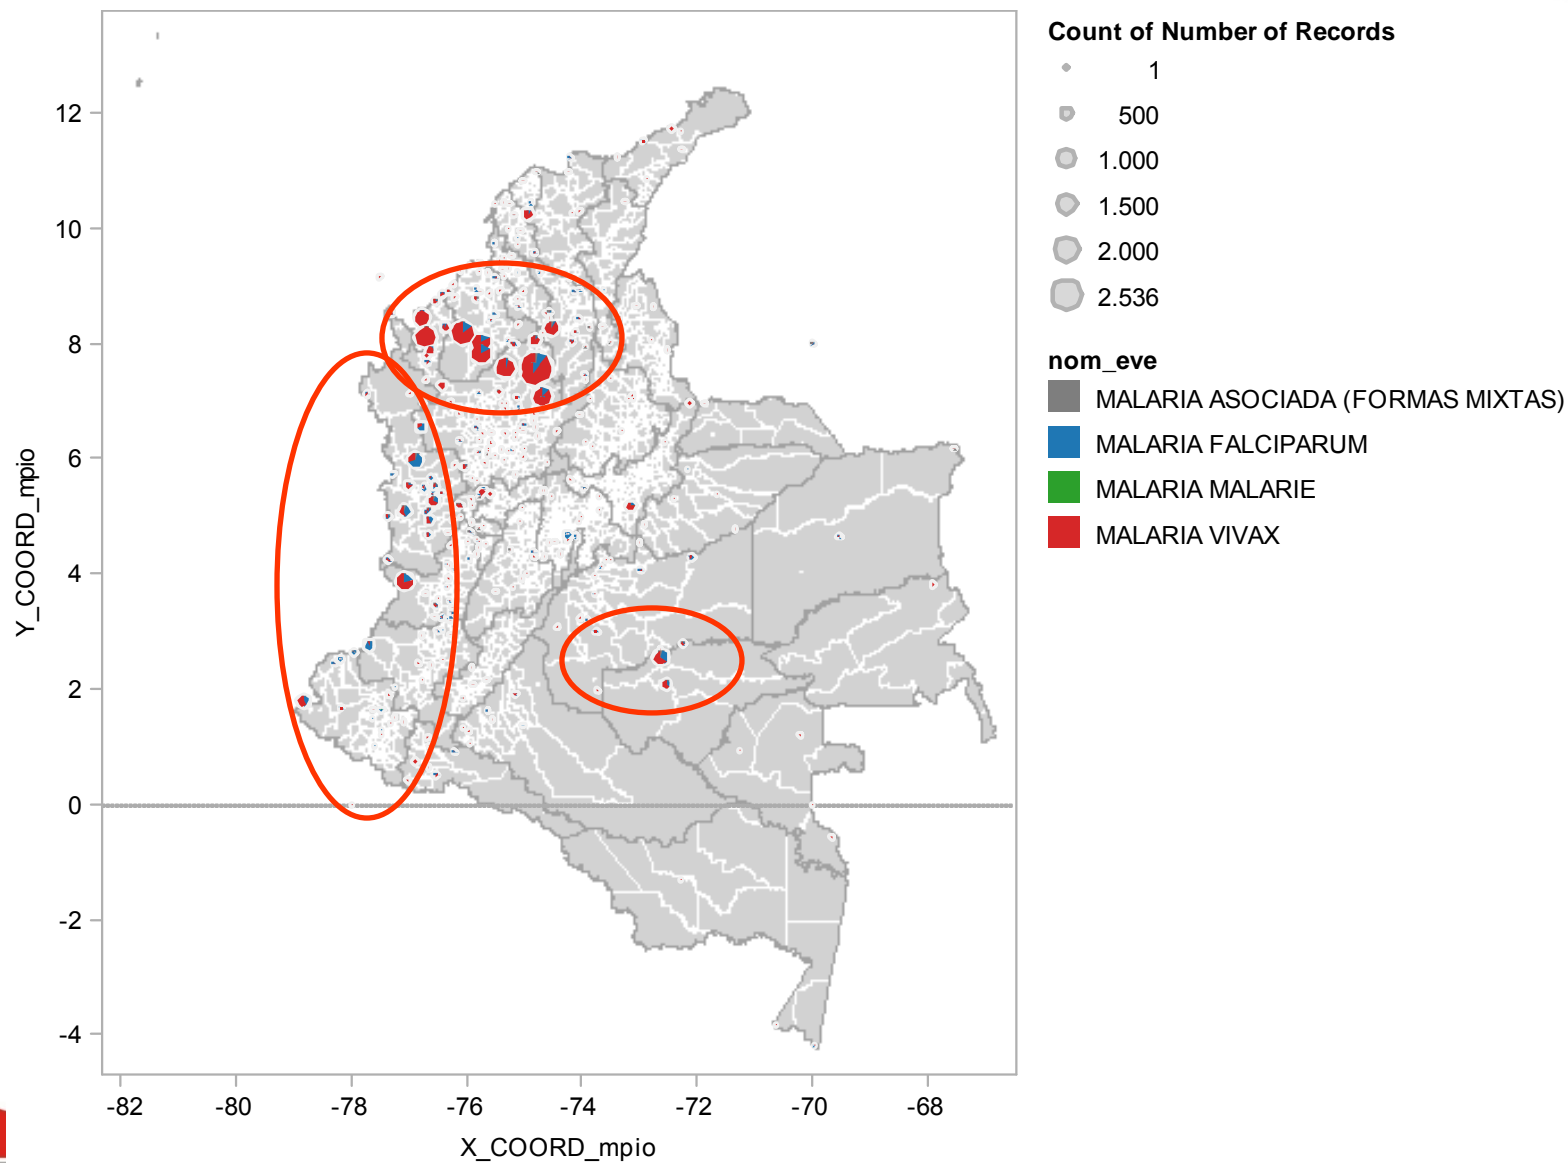 Count of Number of Records
1
500
1.000
1.500
2.000
2.536
nom_eve
MALARIA ASOCIADA (FORMAS MIXTAS)
MALARIA FALCIPARUM
MALARIA MALARIE
MALARIA VIVAX
Y_COORD_mpio
12
10
8
6
4
2
0
-2
-4
-82
-80
-78
-76
-74
-72
-70
-68
X_COORD_mpio